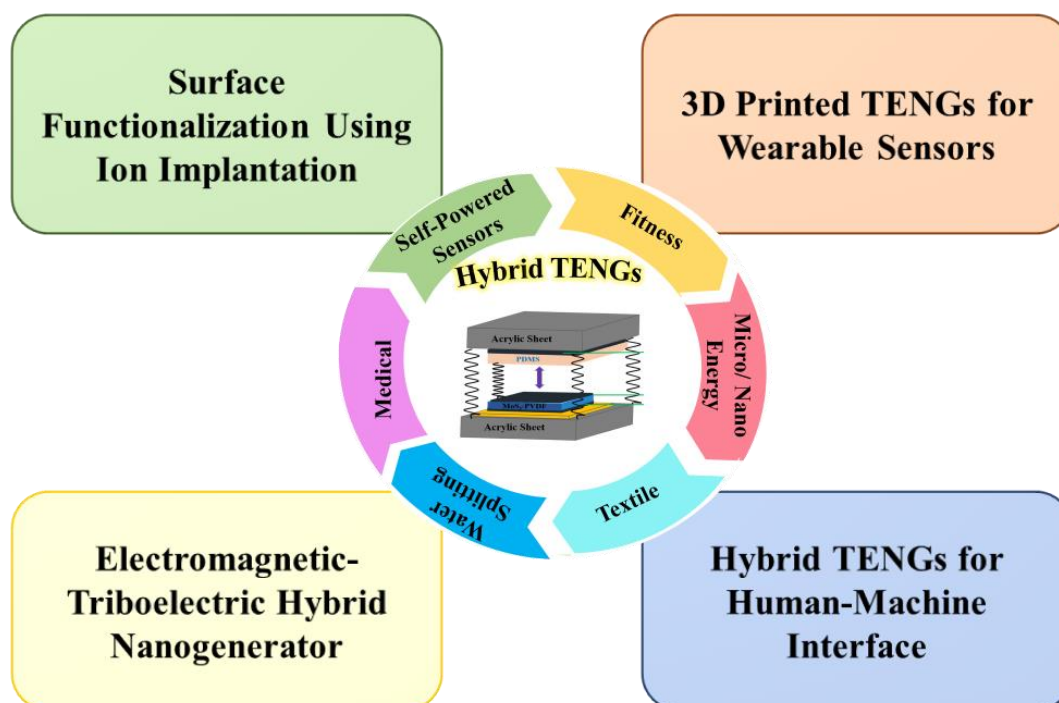 Surface
Functionalization Using
Ion Implantation
3D Printed TENGs for
Wearable Sensors
Self-Powered
Sensors
Fitness
Micro/ Nano
Energy
Textile
Water
Splitting
Medical
Hybrid TENGs
Acrylic Sheet
PDMS
MoS₂-PVDF
Acrylic Sheet
Electromagnetic-
Triboelectric Hybrid
Nanogenerator
Hybrid TENGs for
Human-Machine
Interface